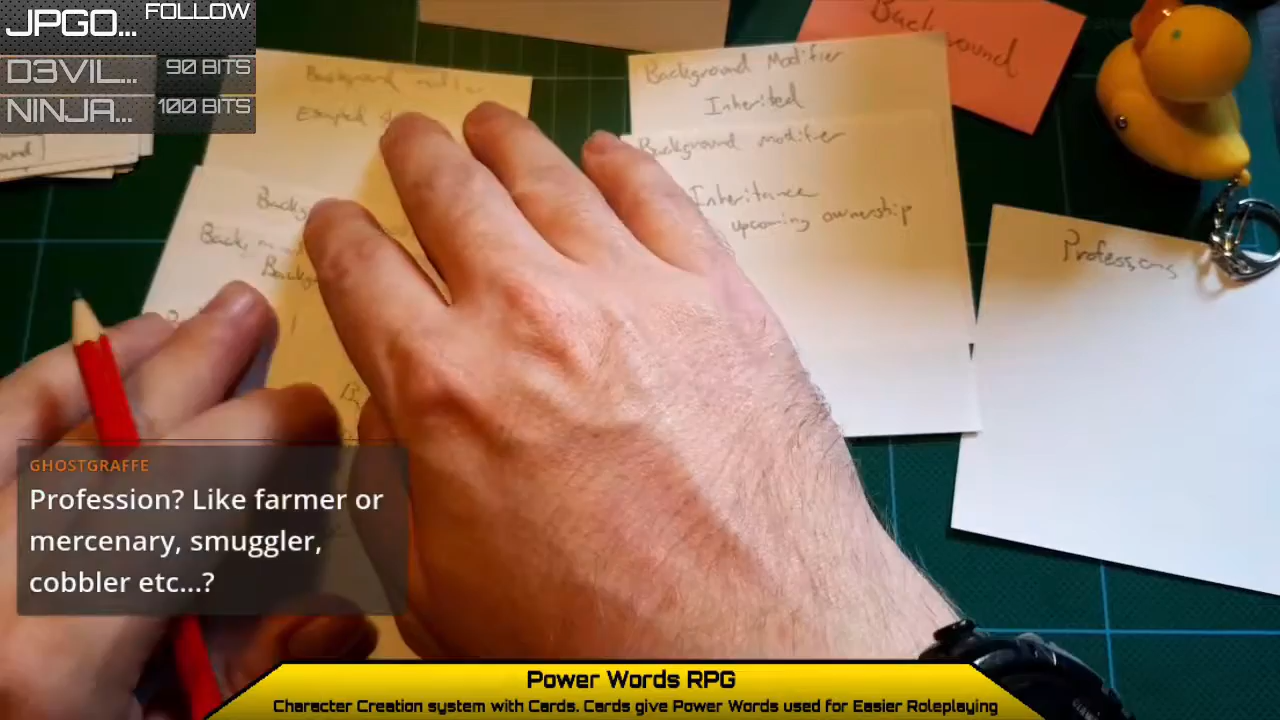 JPGO... FOLLOW
D3VIL... 90 BITS
NINJA... 100 BITS
Background
Background Modifier
Inherited
Background modifier
Inheritance
upcoming ownership
Professions
GHOSTGRAFFE
Profession? Like farmer or
mercenary, smuggler,
cobbler etc...?
Power Words RPG
Character Creation system with Cards. Cards give Power Words used for Easier Roleplaying